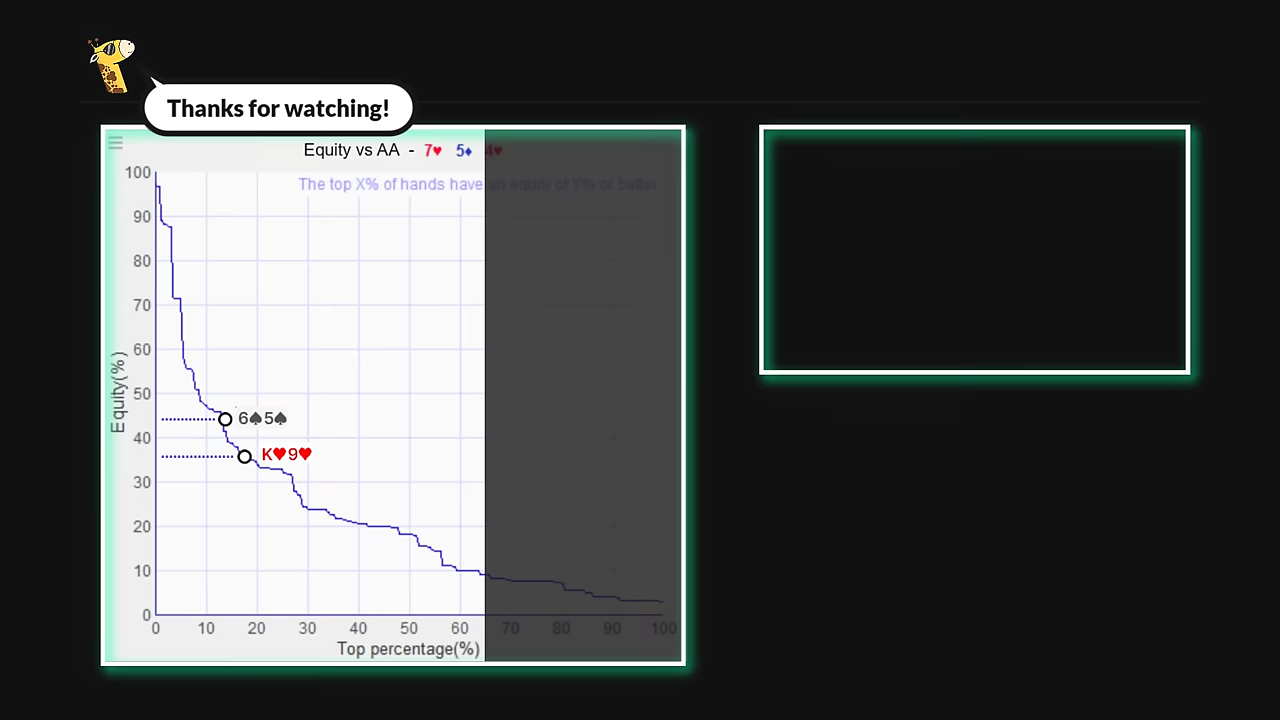 Thanks for watching!
Equity vs AA - 7♥ 5♦ 4♥
The top X% of hands have an equity of Y% or better
100
90
80
70
60
50
40
30
20
10
0
Equity(%)
6♠5♠
K♥9♥
0 10 20 30 40 50 60 70 80 90 100
Top percentage(%)